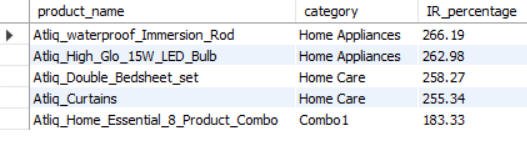 product_name category IR_percentage
Atliq_waterproof_Immersion_Rod Home Appliances 266.19
Atliq_High_Glo_15W_LED_Bulb Home Appliances 262.98
Atliq_Double_Bedsheet_set Home Care 258.27
Atliq_Curtains Home Care 255.34
Atliq_Home_Essential_8_Product_Combo Combo1 183.33